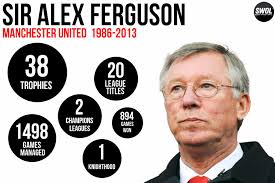 SIR ALEX FERGUSON
SWOL
MANCHESTER UNITED 1986-2013
38
TROPHIES
20
LEAGUE
TITLES
2
CHAMPIONS
LEAGUES
894
GAMES
WON
1498
GAMES
MANAGED
1
KNIGHTHOOD